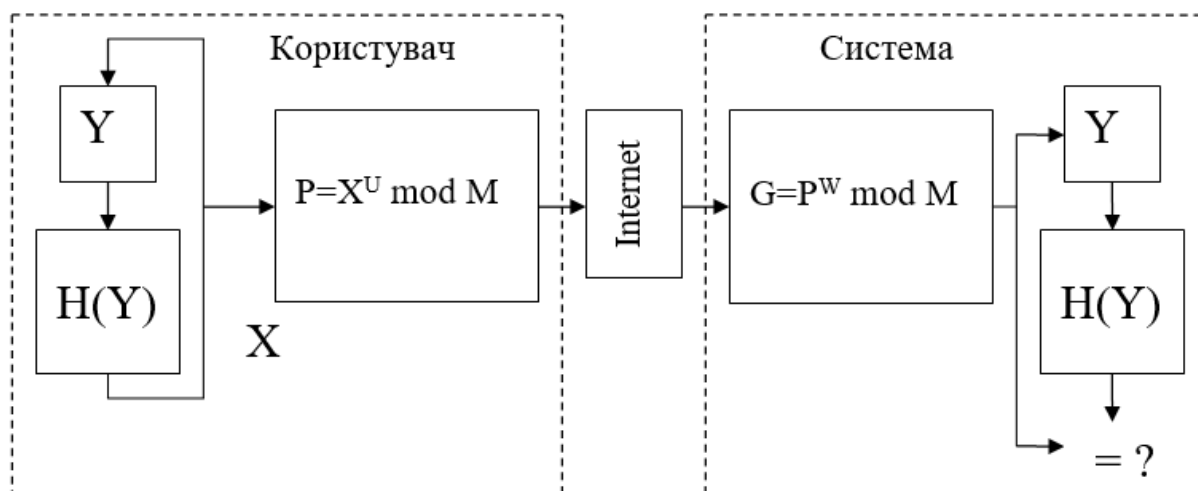 Користувач
Y
H(Y)
X
P=X^U mod M
Internet
Система
G=P^W mod M
Y
H(Y)
= ?